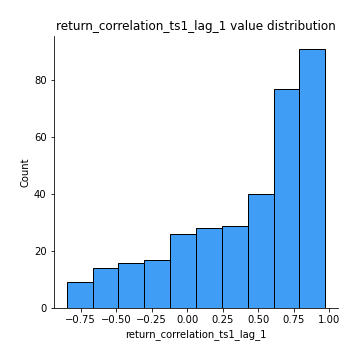 return_correlation_ts1_lag_1 value distribution
80
60
40
20
0
Count
−0.75 −0.50 −0.25 0.00 0.25 0.50 0.75 1.00
return_correlation_ts1_lag_1